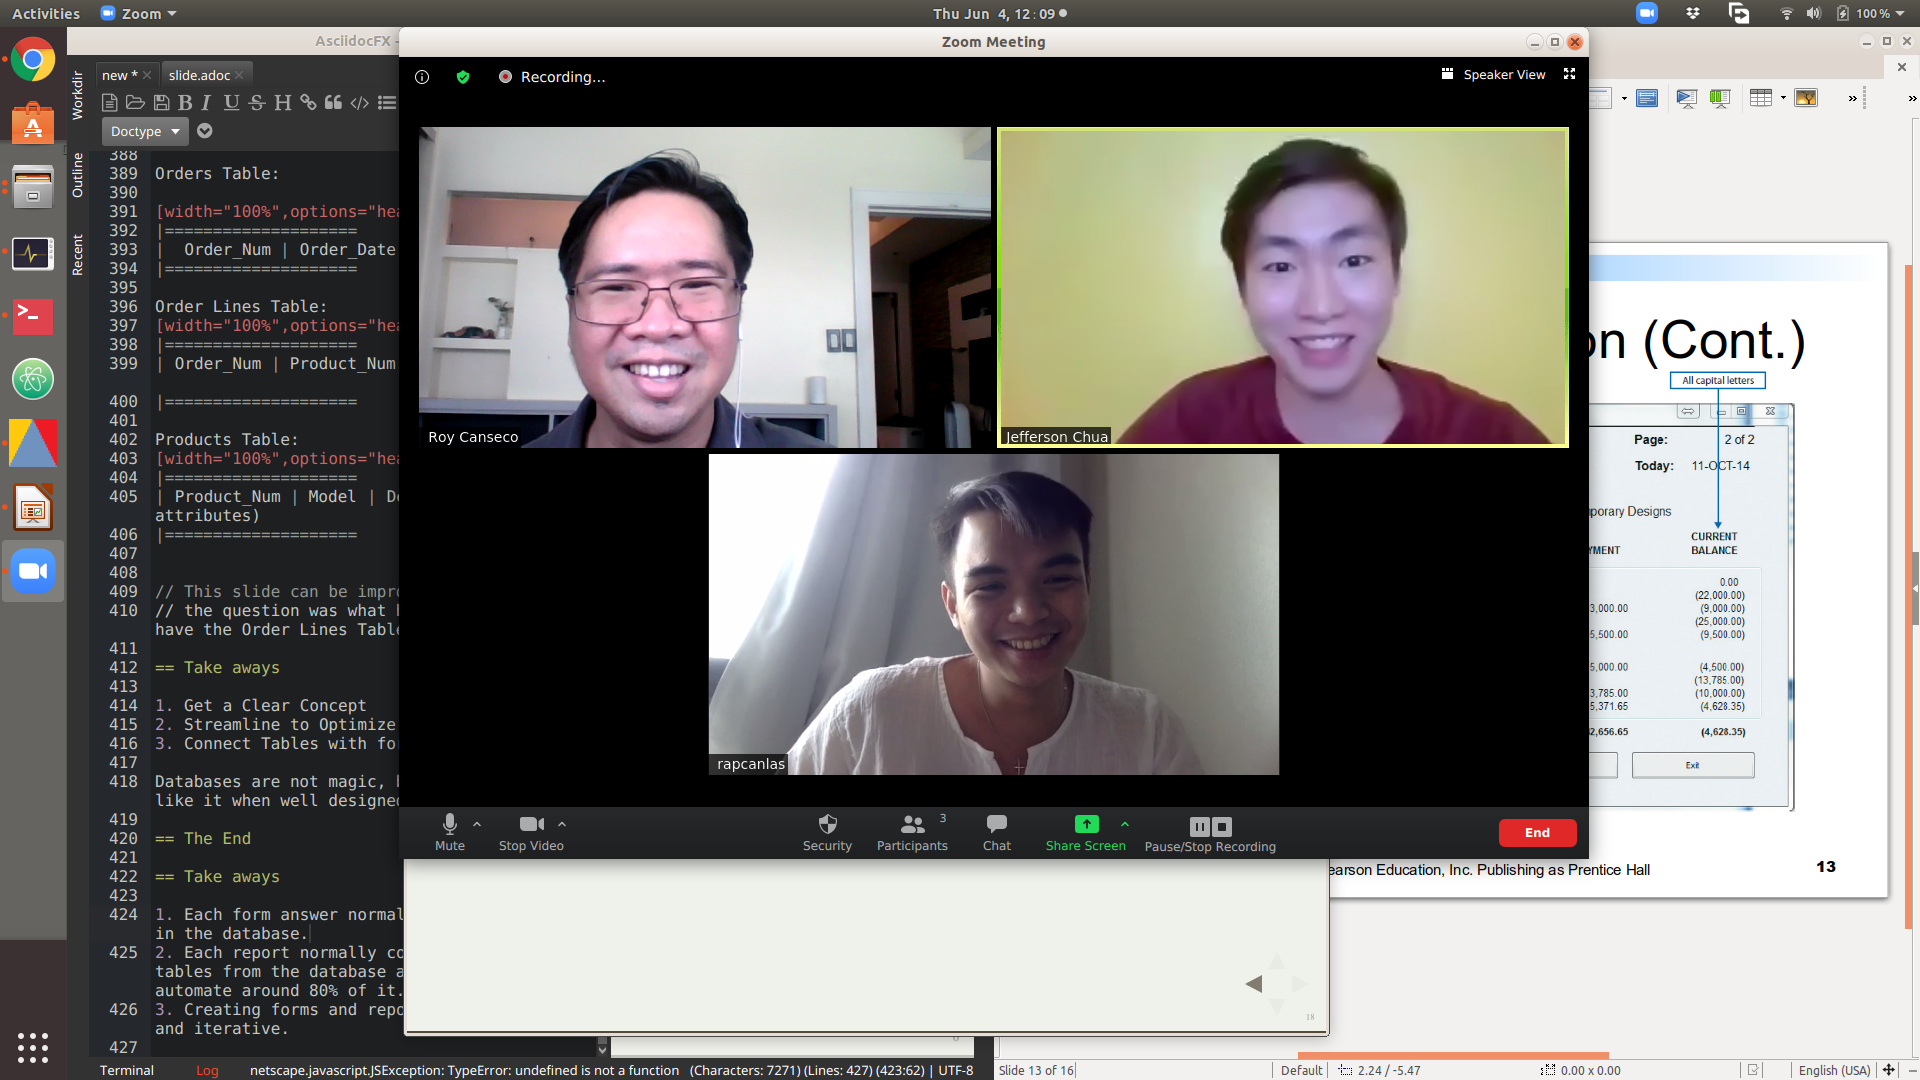 Activities
Zoom
Thu Jun 4, 12:09
100%
AsciidocFX -
Zoom Meeting
new *
slide.adoc
Workdir
Outline
Recent
B I U S H
Doctype
388
389 Orders Table:
390
391 [width="100%",options="hea
392 |====================
393 | Order_Num | Order_Date
394 |====================
395
396 Order Lines Table:
397 [width="100%",options="hea
398 |====================
399 | Order_Num | Product_Num
400 |====================
401
402 Products Table:
403 [width="100%",options="hea
404 |====================
405 | Product_Num | Model | De
attributes)
406 |====================
407
408
409 // This slide can be impro
410 // the question was what
have the Order Lines Table
411
412 == Take aways
413
414 1. Get a Clear Concept
415 2. Streamline to Optimize
416 3. Connect Tables with fo
417
418 Databases are not magic,
like it when well designed
419
420 == The End
421
422 == Take aways
423
424 1. Each form answer normal
in the database.
425 2. Each report normally co
tables from the database a
automate around 80% of it.
426 3. Creating forms and repo
and iterative.
427
Recording...
Speaker View
Roy Canseco
Jefferson Chua
rapcanlas
Mute
Stop Video
Security
Participants
3
Chat
Share Screen
Pause/Stop Recording
End
on (Cont.)
All capital letters
Page: 2 of 2
Today: 11-OCT-14
porary Designs
YMENT
CURRENT
BALANCE
0.00
(22,000.00)
3,000.00 (9,000.00)
(25,000.00)
5,500.00 (9,500.00)
5,000.00 (4,500.00)
(13,785.00)
3,785.00 (10,000.00)
5,371.65 (4,628.35)
2,656.65 (4,628.35)
Exit
earson Education, Inc. Publishing as Prentice Hall
13
18
Terminal
Log
netscape.javascript.JSException: TypeError: undefined is not a function
(Characters: 7271) (Lines: 427) (423:62) | UTF-8
Slide 13 of 16
Default
2.24 / -5.47
0.00 x 0.00
English (USA)